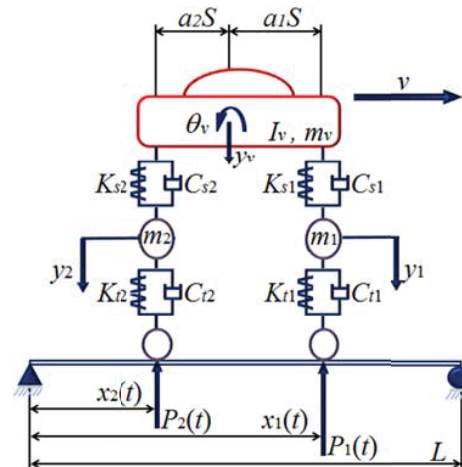 a₂S a₁S
v
θᵥ Iᵥ , mᵥ
yᵥ
Kₛ₂ Cₛ₂ Kₛ₁ Cₛ₁
m₂ m₁
y₂ y₁
Kₜ₂ Cₜ₂ Kₜ₁ Cₜ₁
x₂(t)
P₂(t) x₁(t)
P₁(t)
L